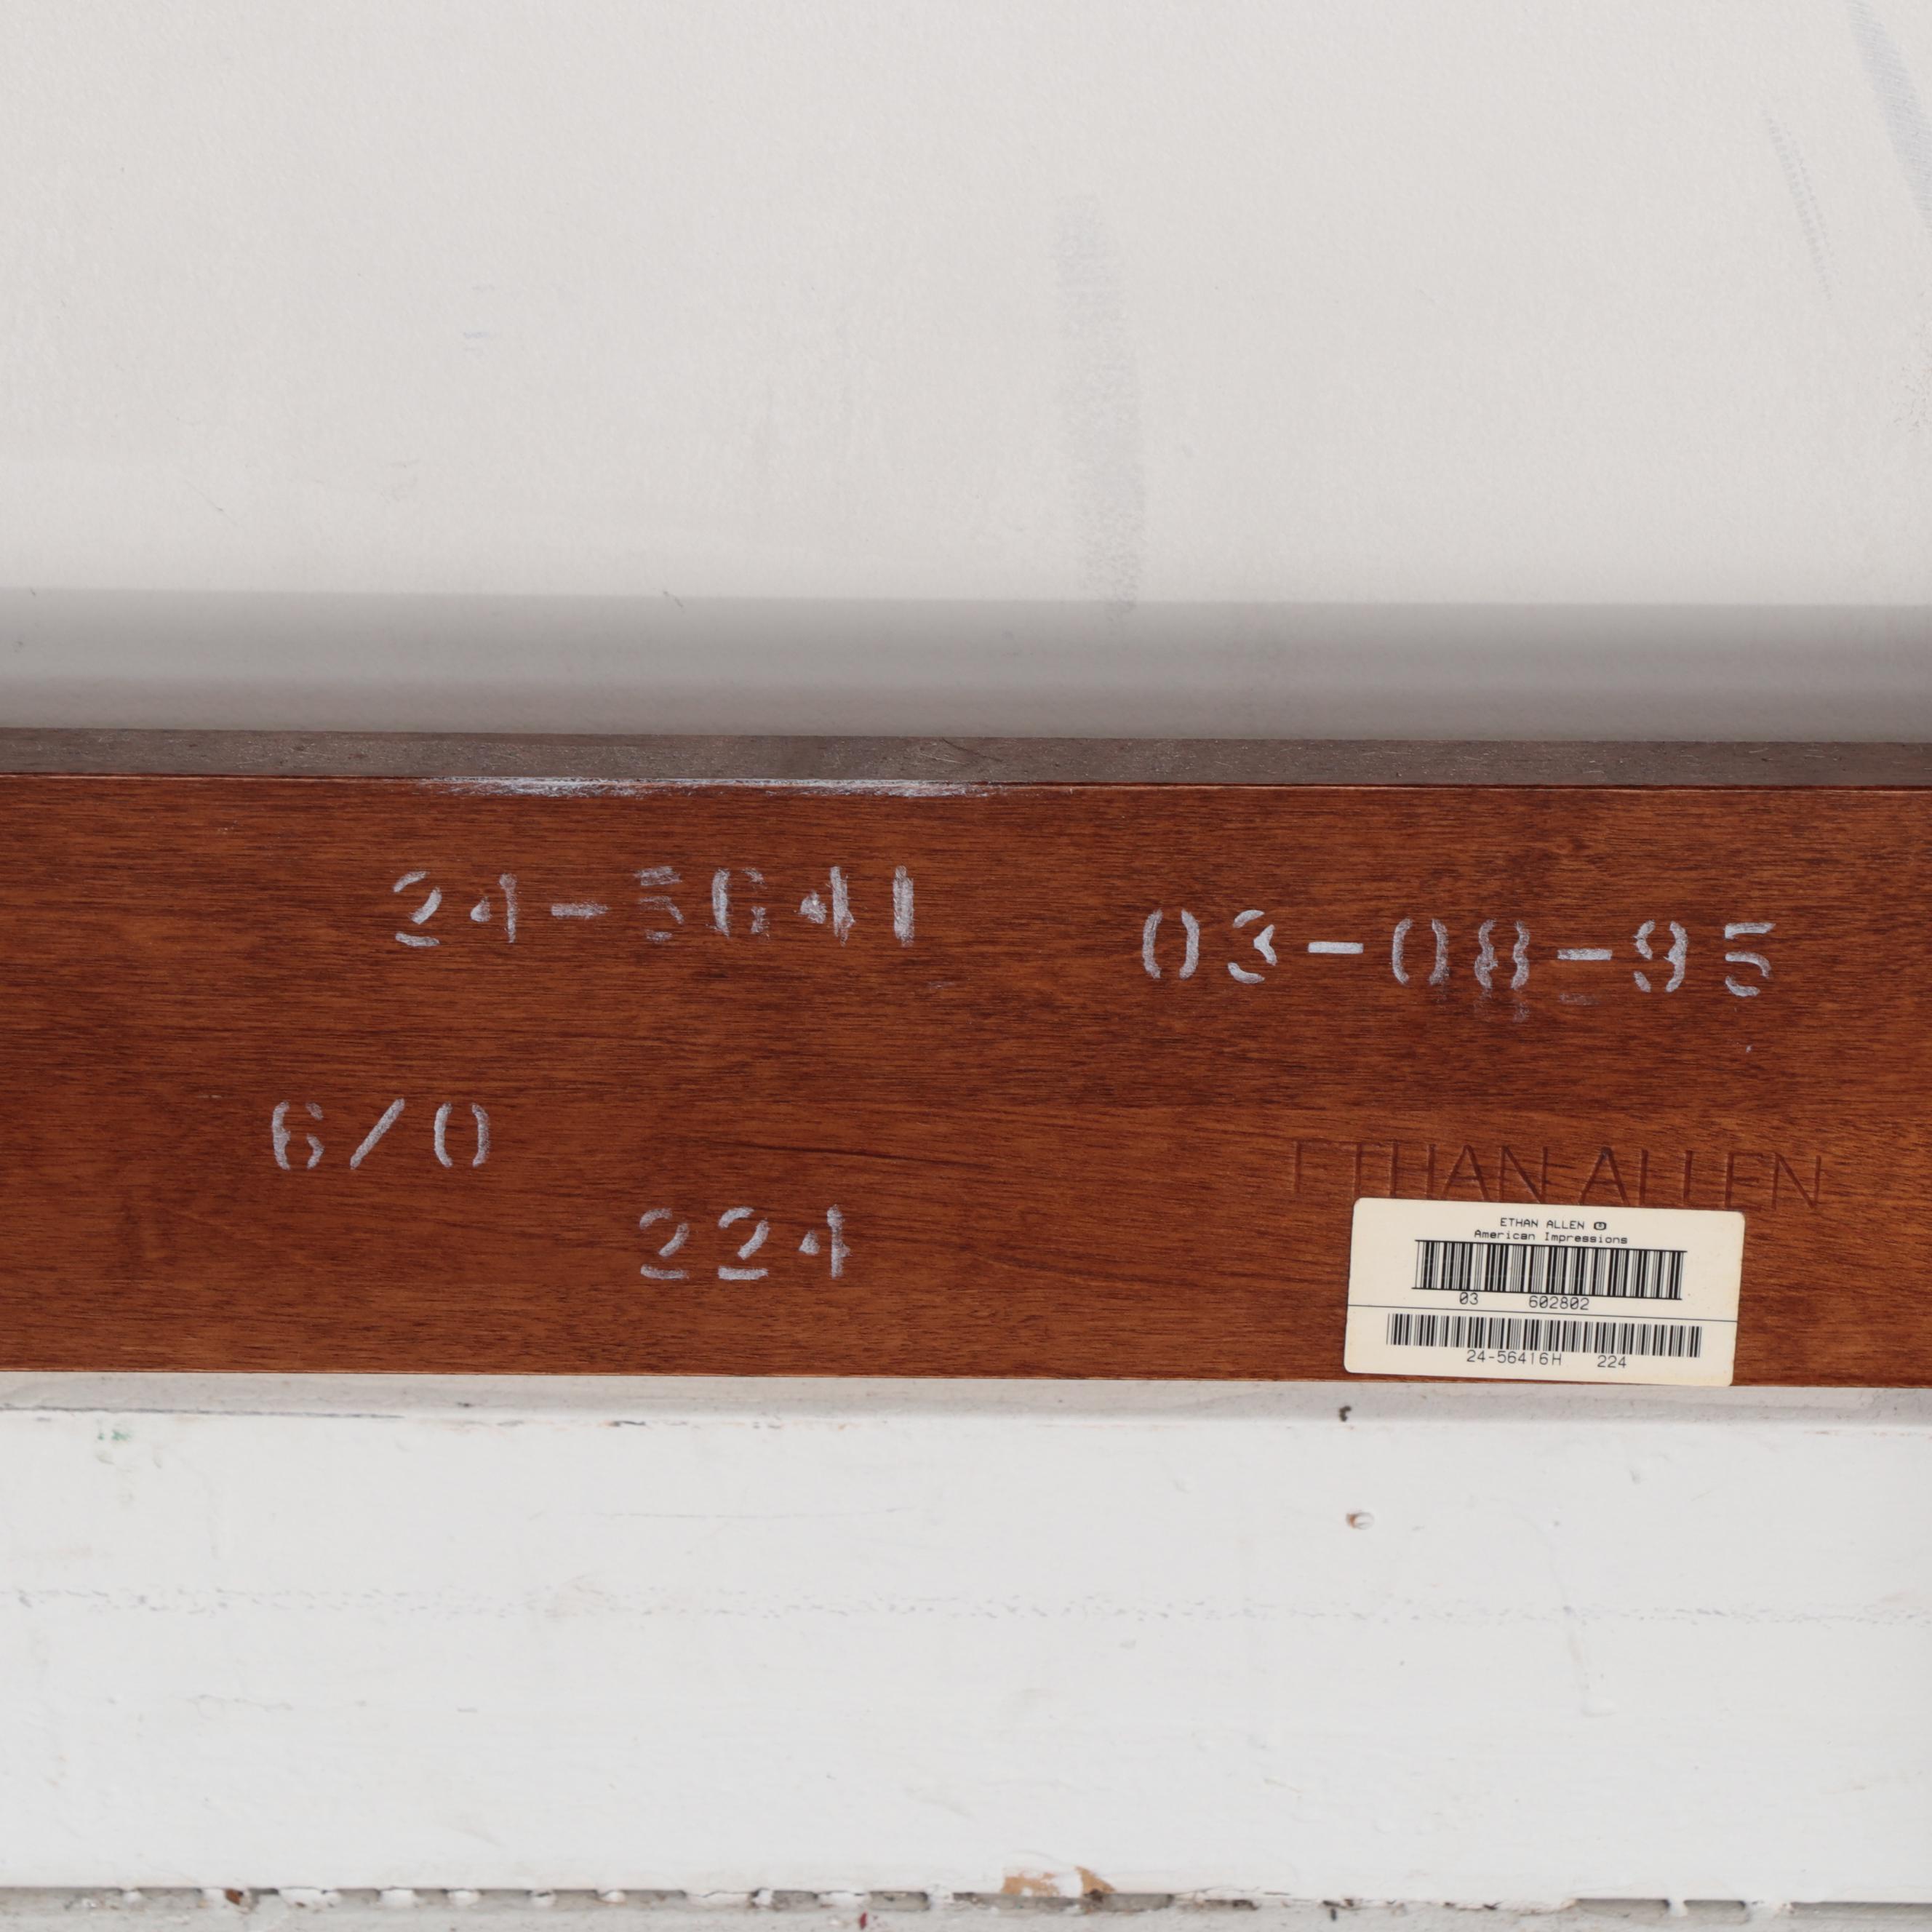 24-5641
03-08-95
6/0
224
ETHAN ALLEN
ETHAN ALLEN
American Impressions
03 602802
24-56416H 224